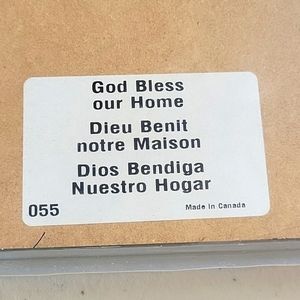 God Bless
our Home
Dieu Benit
notre Maison
Dios Bendiga
Nuestro Hogar
055
Made in Canada